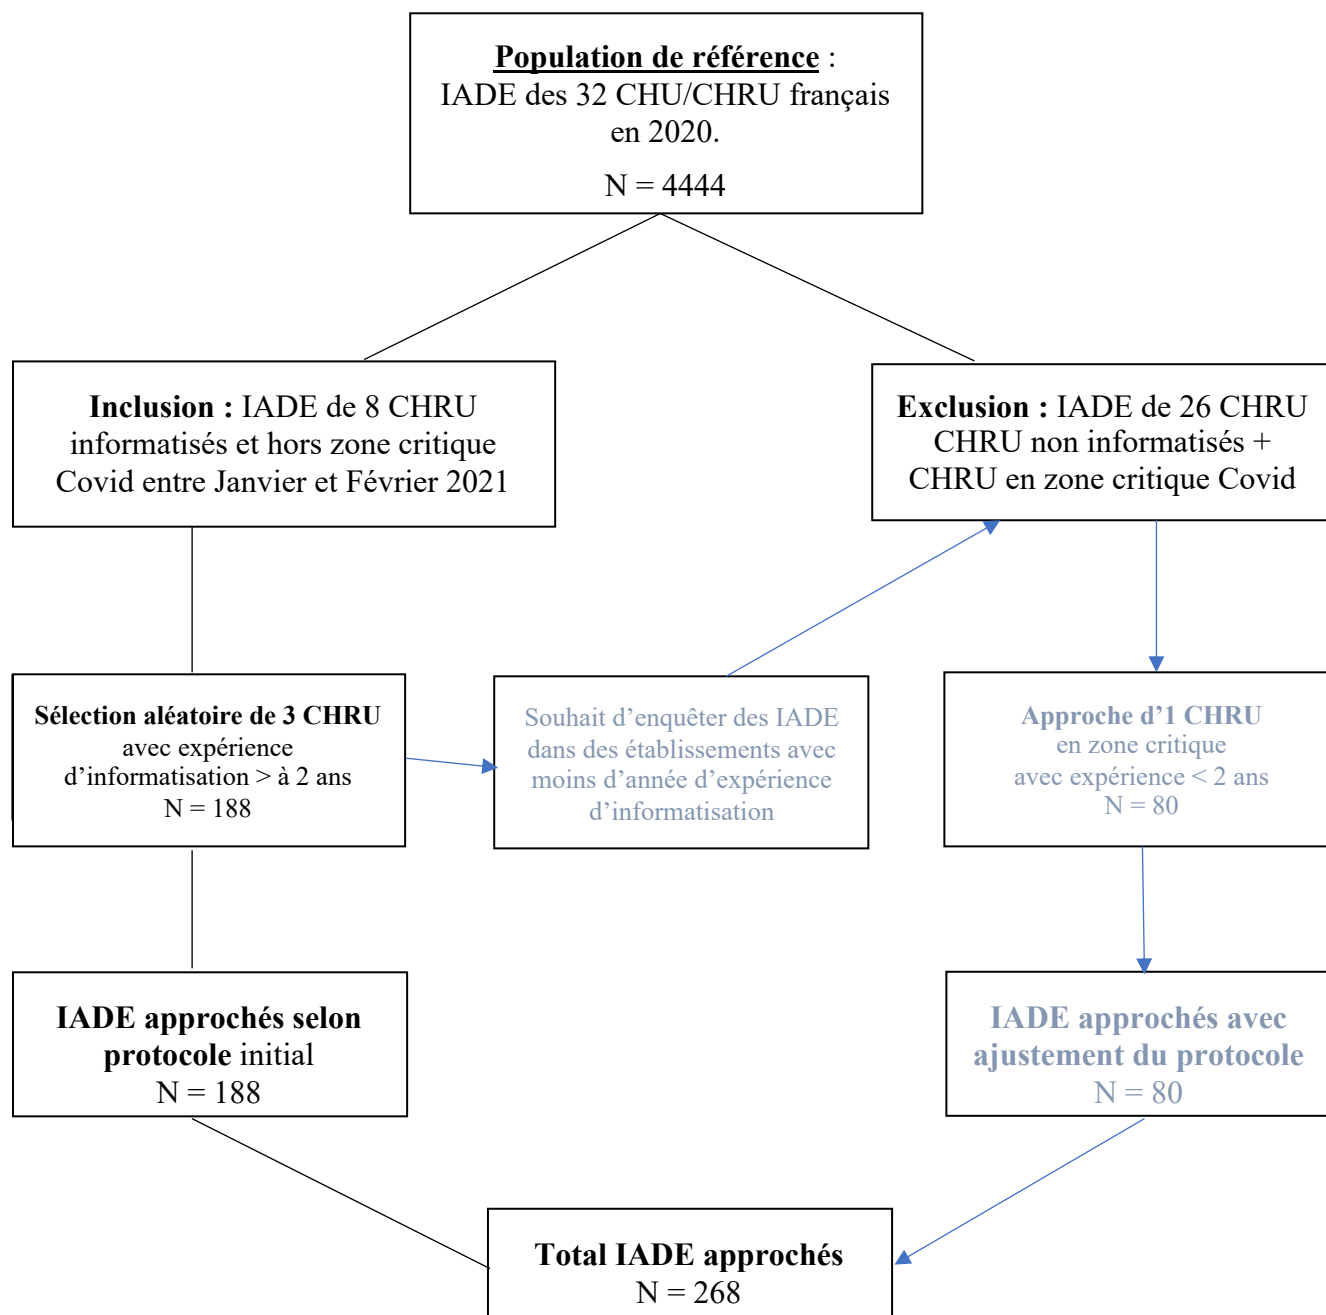 Population de référence :
IADE des 32 CHU/CHRU français
en 2020.
N = 4444
Inclusion : IADE de 8 CHRU
informatisés et hors zone critique
Covid entre Janvier et Février 2021
Exclusion : IADE de 26 CHRU
CHRU non informatisés +
CHRU en zone critique Covid
Sélection aléatoire de 3 CHRU
avec expérience
d’informatisation > à 2 ans
N = 188
Souhait d’enquêter des IADE
dans des établissements avec
moins d’année d’expérience
d’informatisation
Approche d’1 CHRU
en zone critique
avec expérience < 2 ans
N = 80
IADE approchés selon
protocole initial
N = 188
IADE approchés avec
ajustement du protocole
N = 80
Total IADE approchés
N = 268